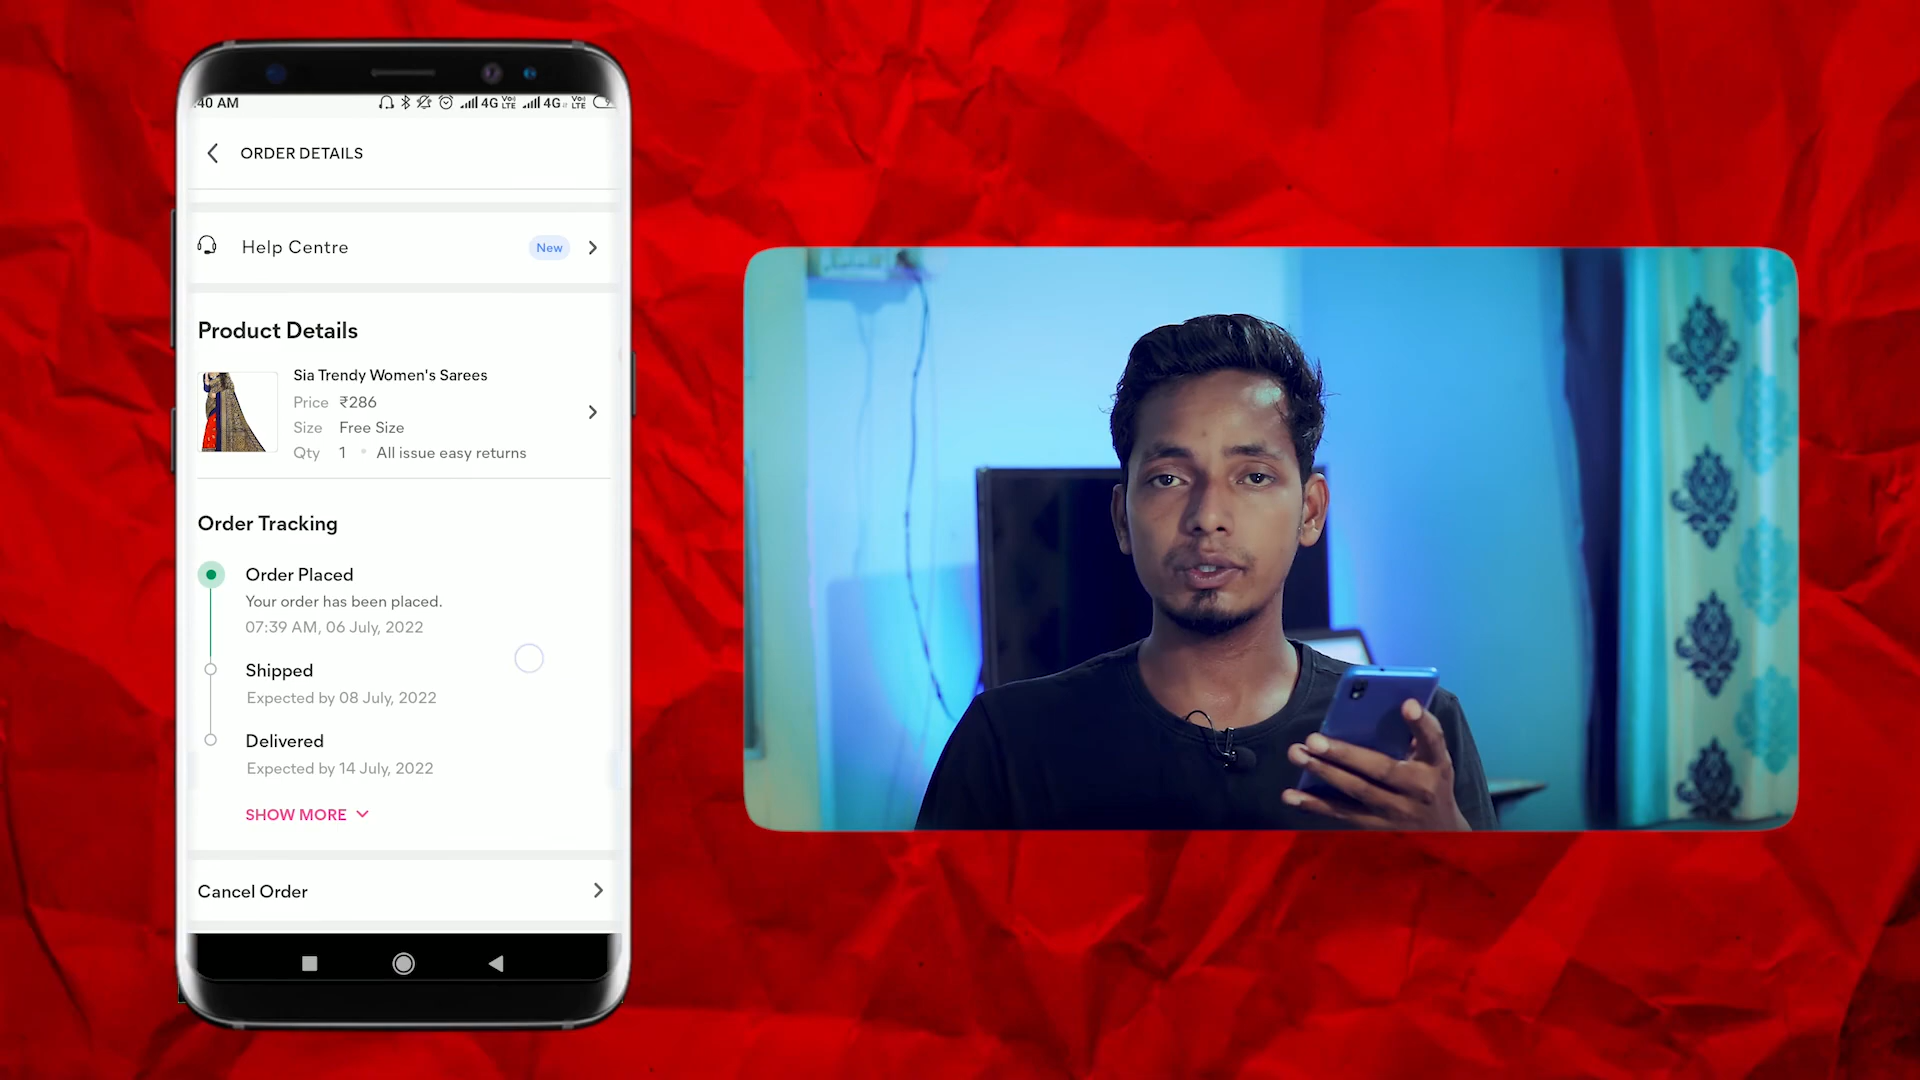 :40 AM
4G VoLTE 4G VoLTE
ORDER DETAILS
Help Centre
New
Product Details
Sia Trendy Women's Sarees
Price ₹286
Size Free Size
Qty 1 • All issue easy returns
Order Tracking
Order Placed
Your order has been placed.
07:39 AM, 06 July, 2022
Shipped
Expected by 08 July, 2022
Delivered
Expected by 14 July, 2022
SHOW MORE
Cancel Order